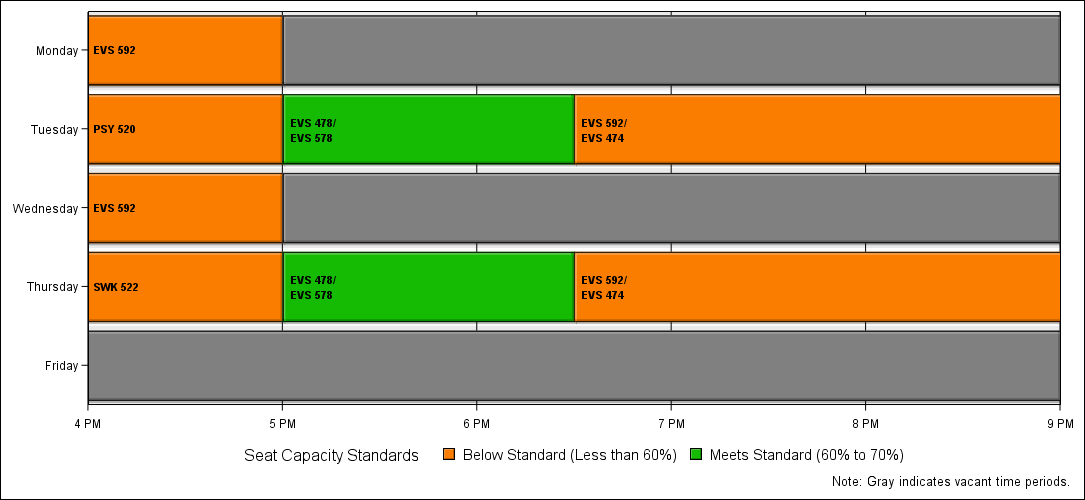 Monday
EVS 592
Tuesday
PSY 520
EVS 478/
EVS 578
EVS 592/
EVS 474
Wednesday
EVS 592
Thursday
SWK 522
EVS 478/
EVS 578
EVS 592/
EVS 474
Friday
4 PM 5 PM 6 PM 7 PM 8 PM 9 PM
Seat Capacity Standards Below Standard (Less than 60%) Meets Standard (60% to 70%)
Note: Gray indicates vacant time periods.